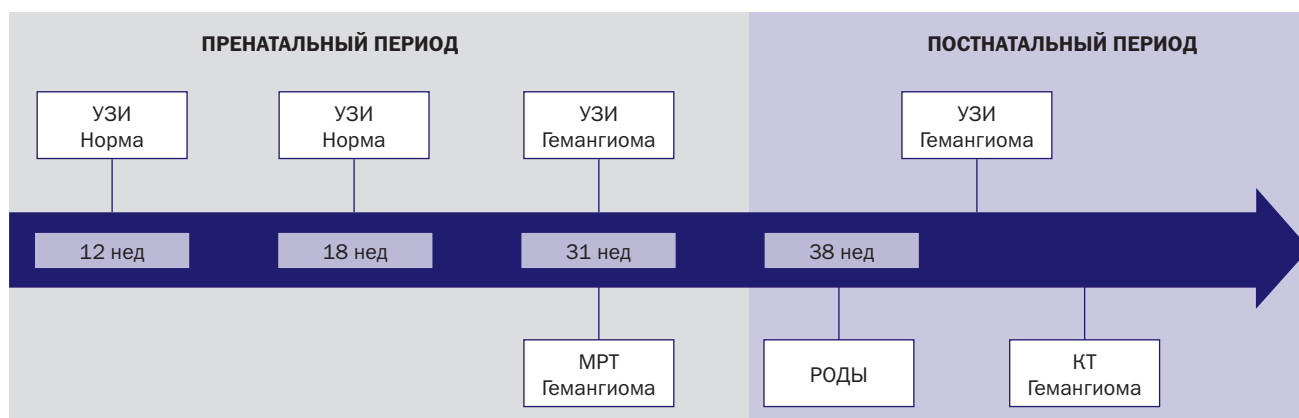 ПРЕНАТАЛЬНЫЙ ПЕРИОД
ПОСТНАТАЛЬНЫЙ ПЕРИОД
УЗИ
Норма
УЗИ
Норма
УЗИ
Гемангиома
УЗИ
Гемангиома
12 нед
18 нед
31 нед
38 нед
МРТ
Гемангиома
РОДЫ
КТ
Гемангиома